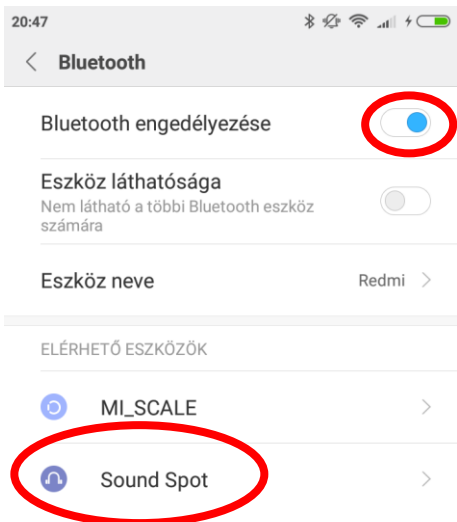 20:47
Bluetooth
Bluetooth engedélyezése
Eszköz láthatósága
Nem látható a többi Bluetooth eszköz
számára
Eszköz neve Redmi
ELÉRHETŐ ESZKÖZÖK
MI_SCALE
Sound Spot